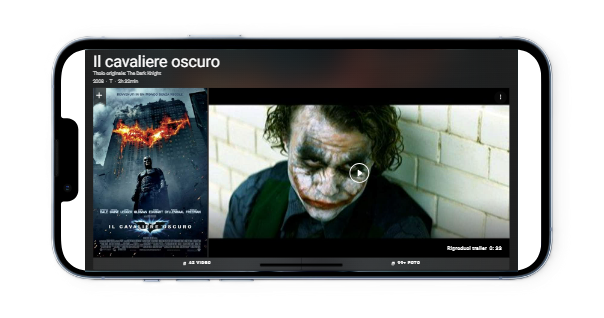 Il cavaliere oscuro
Titolo originale: The Dark Knight
2008 · T · 2h 32min
IL CAVALIERE OSCURO
Riproduci trailer 0:32
42 VIDEO
99+ FOTO